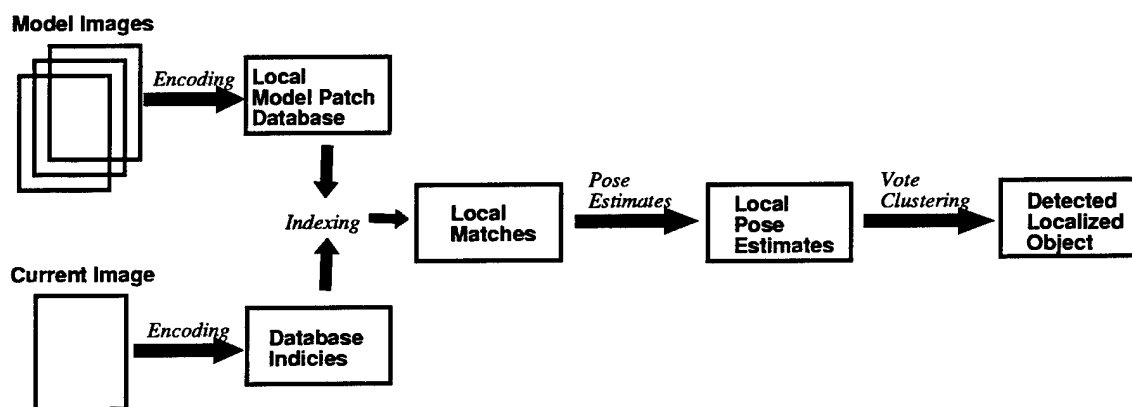 Model Images
Encoding
Local
Model Patch
Database
Indexing
Current Image
Encoding
Database
Indicies
Local
Matches
Pose
Estimates
Local
Pose
Estimates
Vote
Clustering
Detected
Localized
Object